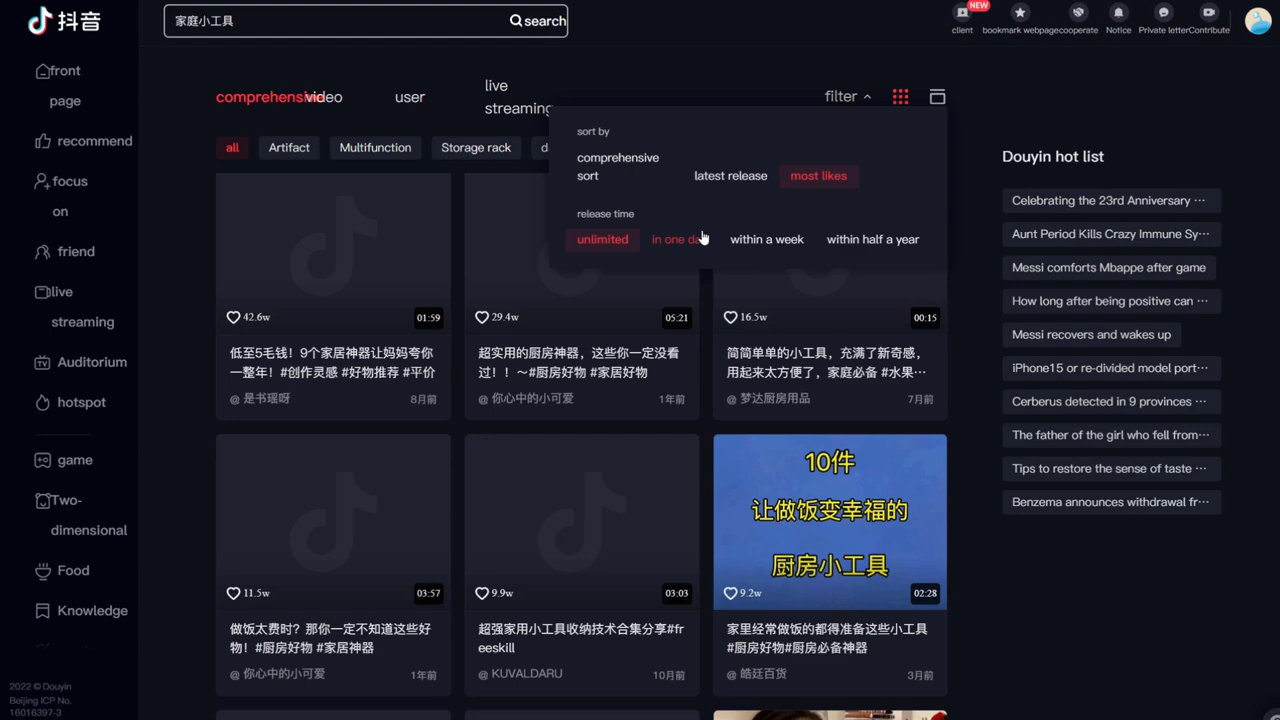 抖音
家庭小工具
search
NEW
client
bookmark webpage
cooperate
Notice
Private letter
Contribute
front
page
recommend
focus
on
friend
live
streaming
Auditorium
hotspot
game
Two-
dimensional
Food
Knowledge
2022 © Douyin
Beijing ICP No.
16016397-3
comprehensive
video
user
live
streaming
filter
all
Artifact
Multifunction
Storage rack
sort by
comprehensive
sort
latest release
most likes
release time
unlimited
in one
within a week
within half a year
42.6w
01:59
29.4w
05:21
16.5w
00:15
低至5毛钱！9个家居神器让妈妈夸你
一整年！#创作灵感 #好物推荐 #平价
@ 是书瑶呀
8月前
超实用的厨房神器，这些你一定没看
过！！～#厨房好物 #家居好物
@ 你心中的小可爱
1年前
简简单单的小工具，充满了新奇感，
用起来太方便了，家庭必备 #水果···
@ 梦达厨房用品
7月前
10件
让做饭变幸福的
厨房小工具
11.5w
03:57
9.9w
03:03
9.2w
02:28
做饭太费时？那你一定不知道这些好
物！#厨房好物 #家居神器
@ 你心中的小可爱
1年前
超强家用小工具收纳技术合集分享#fr
eeskill
@ KUVALDARU
10月前
家里经常做饭的都得准备这些小工具
#厨房好物#厨房必备神器
@ 皓廷百货
3月前
Douyin hot list
Celebrating the 23rd Anniversary ···
Aunt Period Kills Crazy Immune Sy···
Messi comforts Mbappe after game
How long after being positive can ···
Messi recovers and wakes up
iPhone15 or re-divided model port···
Cerberus detected in 9 provinces ···
The father of the girl who fell from···
Tips to restore the sense of taste ···
Benzema announces withdrawal fr···